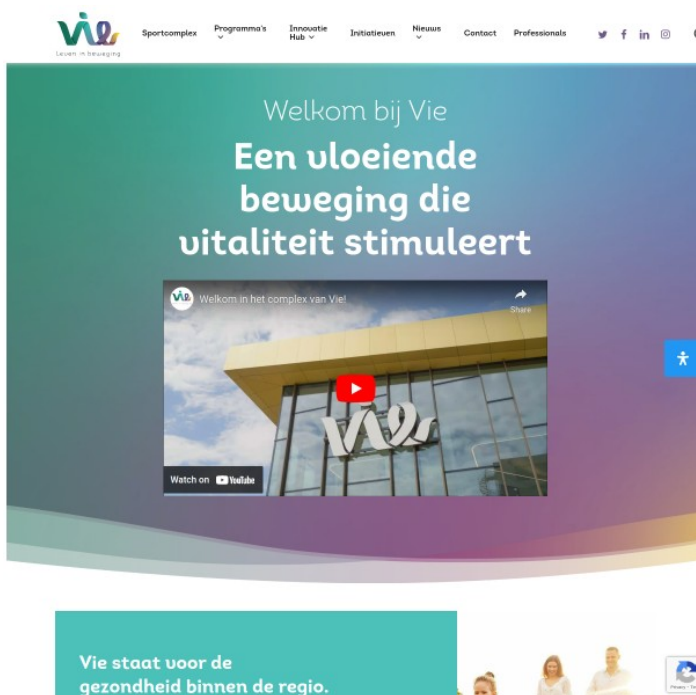 Vie
Leven in beweging
Sportcomplex
Programma's
Innovatie
Hub
Initiatieven
Nieuws
Contact
Professionals
Welkom bij Vie
Een vloeiende
beweging die
vitaliteit stimuleert
Vie
Welkom in het complex van Vie!
Share
Vie
Watch on YouTube
Vie staat voor de
gezondheid binnen de regio.